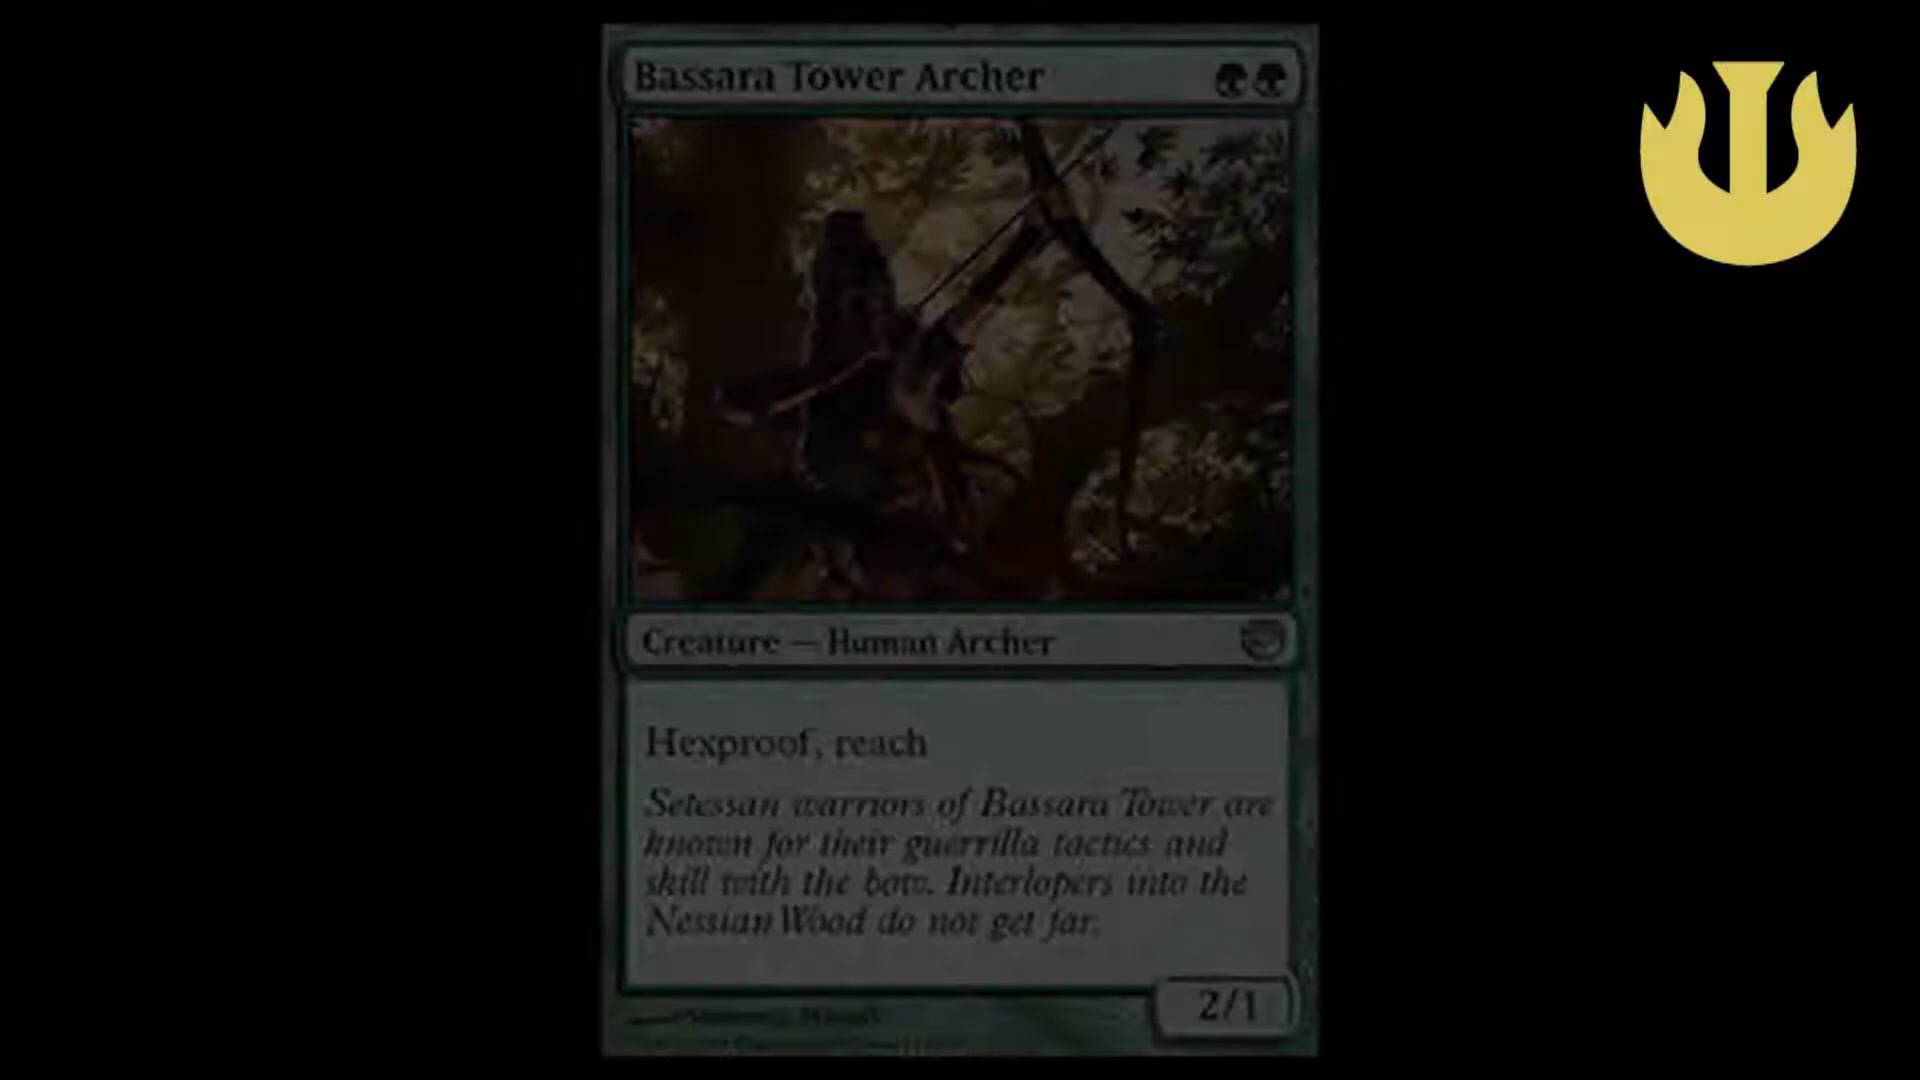 Bassara Tower Archer
Creature — Human Archer
Hexproof, reach
Setessan warriors of Bassara Tower are
known for their guerrilla tactics and
skill with the bow. Interlopers into the
Nessian Wood do not get far.
2/1